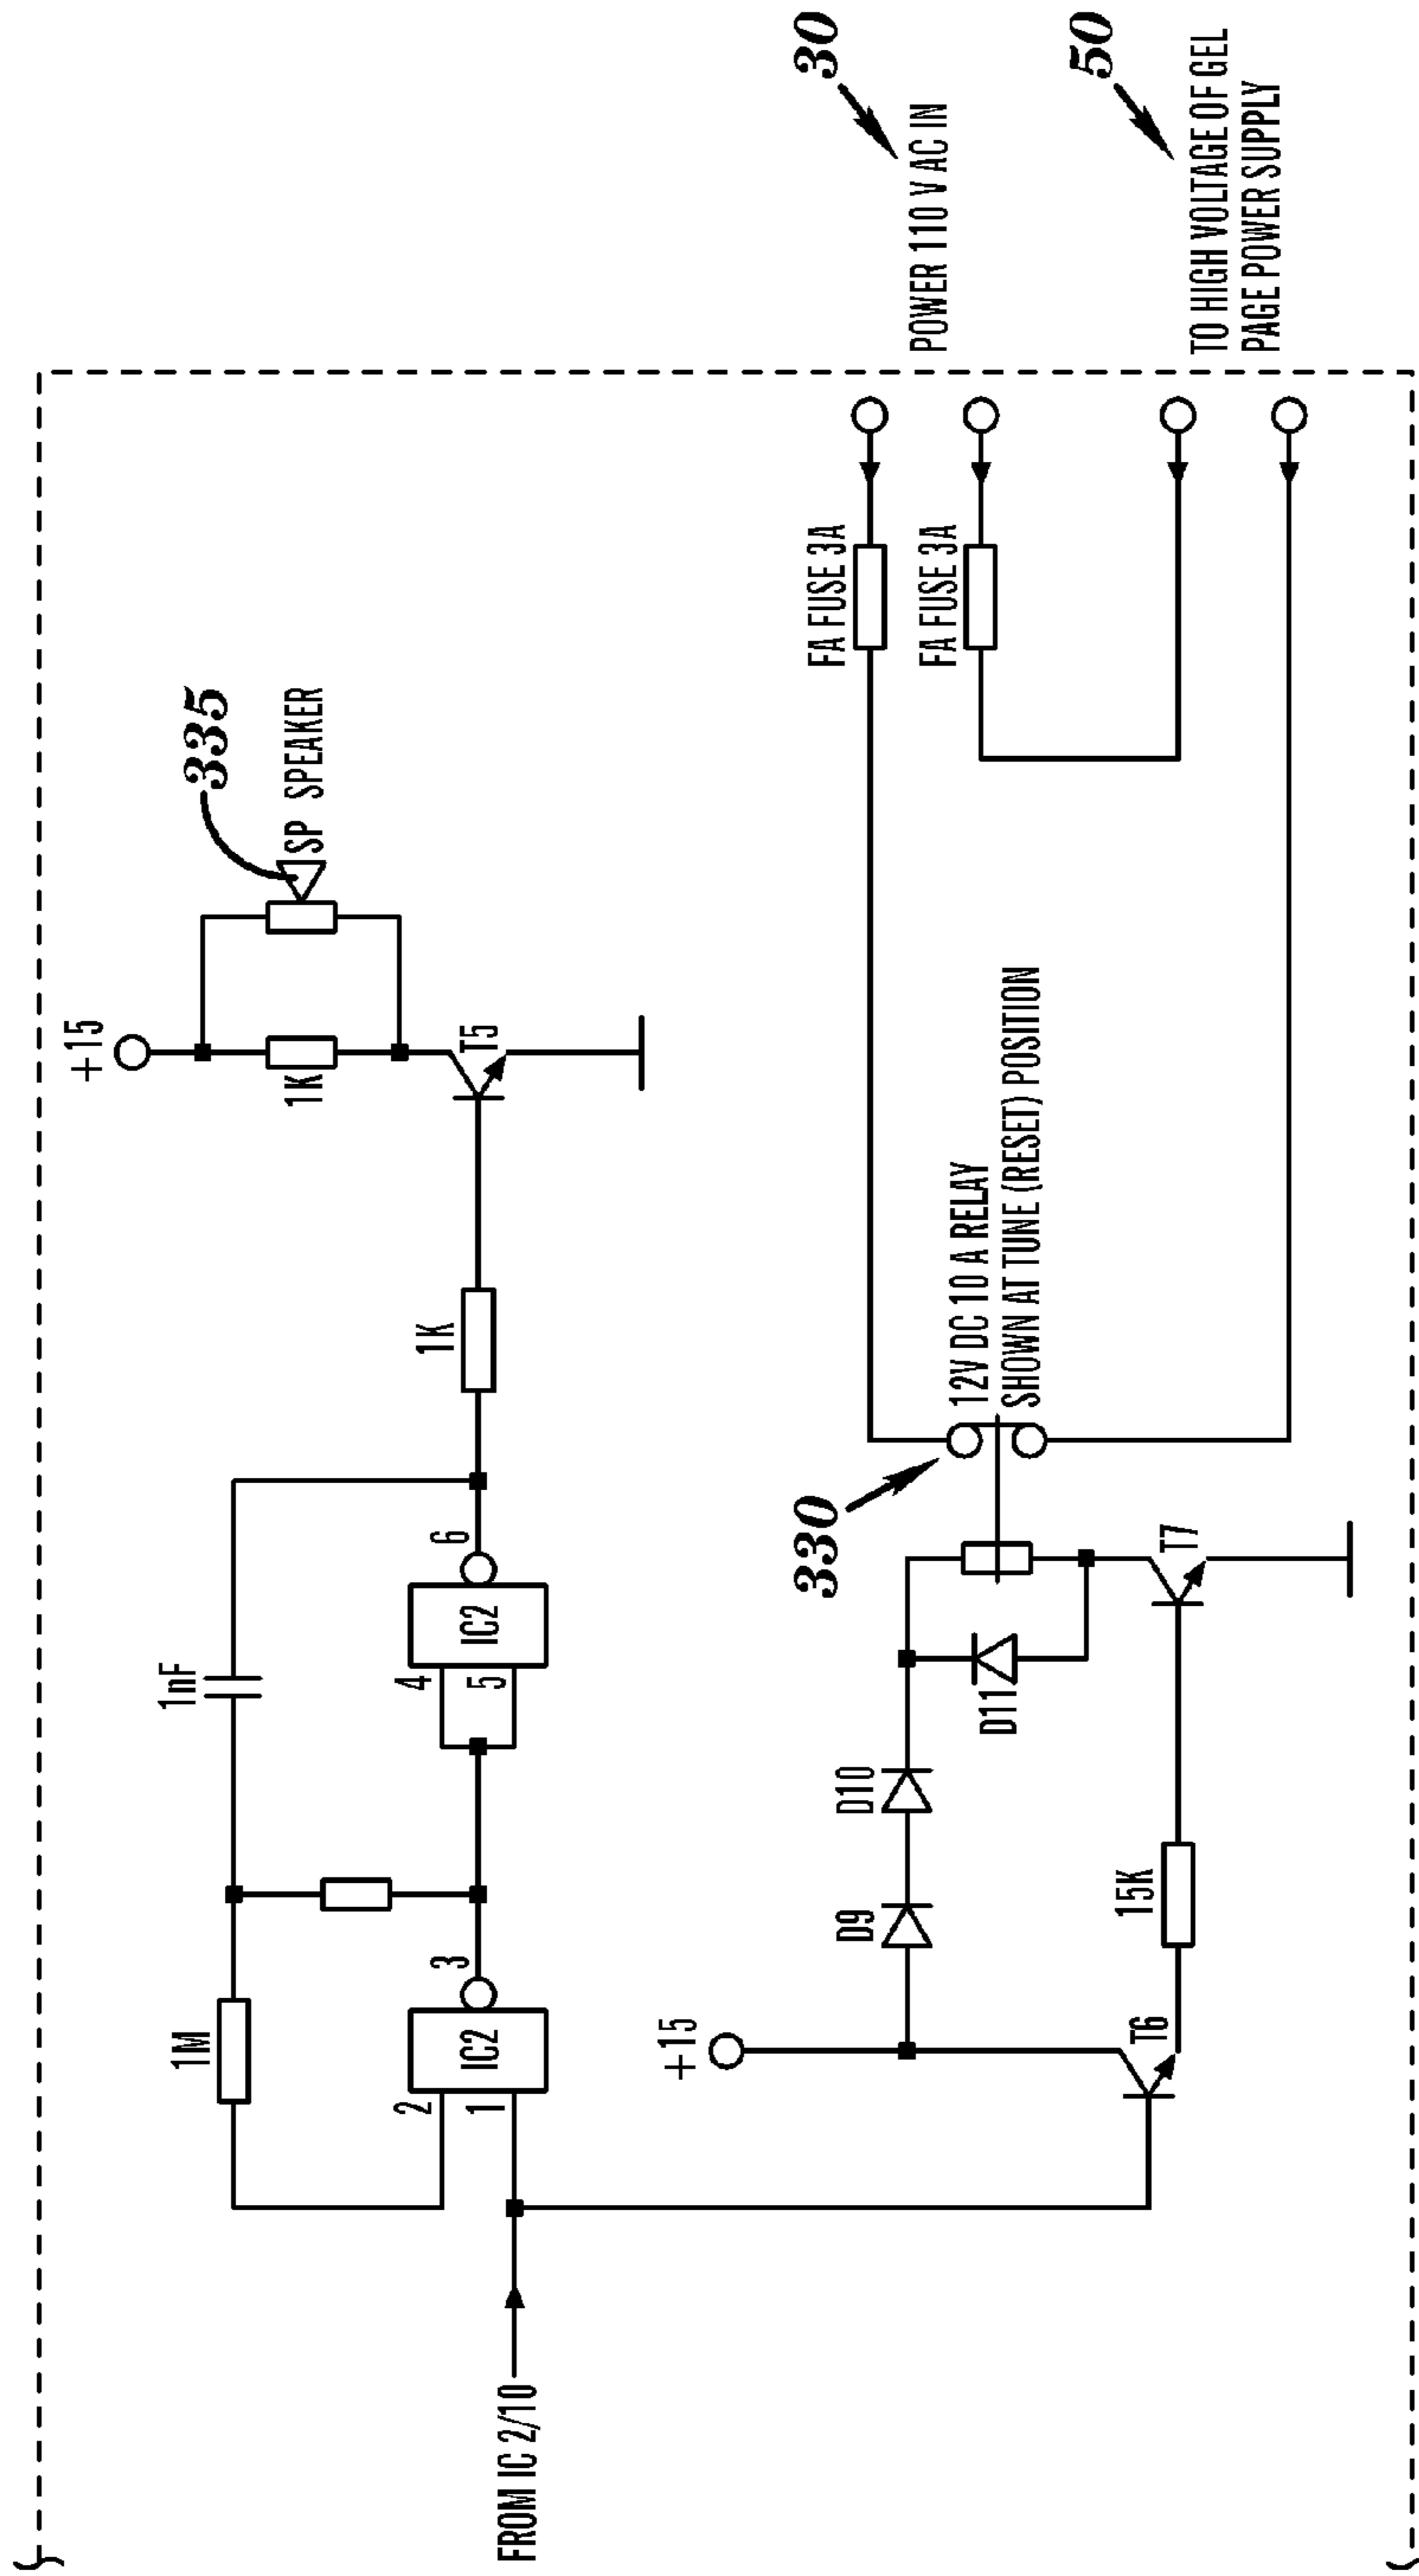 +15
335
SP SPEAKER
1K
T5
1nF
1M
1K
2
1
IC2
3
4
5
IC2
6
FROM IC 2/10
+15
D9
D10
D11
T6
15K
T7
330
12V DC 10 A RELAY
SHOWN AT TUNE (RESET) POSITION
FA FUSE 3A
FA FUSE 3A
30
POWER 110 V AC IN
50
TO HIGH VOLTAGE OF GEL
PAGE POWER SUPPLY